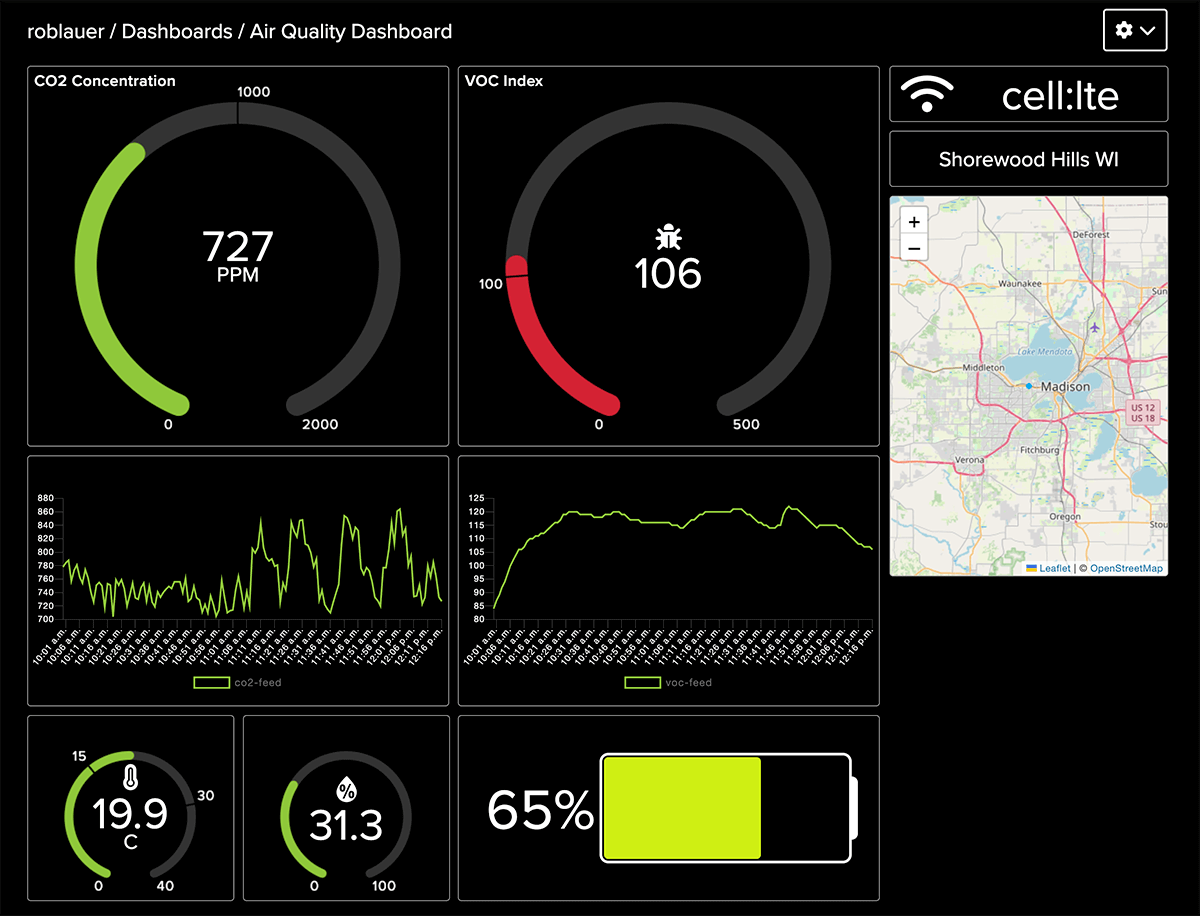 roblauer / Dashboards / Air Quality Dashboard
CO2 Concentration
1000
727
PPM
0
2000
VOC Index
100
106
0
500
cell:lte
Shorewood Hills WI
+
−
DeForest
Waunakee
Sun
Lake Mendota
Middleton
Madison
US 12
US 18
Fitchburg
Verona
Oregon
Stou
Leaflet | © OpenStreetMap
880
860
840
820
800
780
760
740
720
700
10:01 a.m.
10:06 a.m.
10:11 a.m.
10:16 a.m.
10:21 a.m.
10:26 a.m.
10:31 a.m.
10:36 a.m.
10:41 a.m.
10:46 a.m.
10:51 a.m.
10:56 a.m.
11:01 a.m.
11:06 a.m.
11:11 a.m.
11:16 a.m.
11:21 a.m.
11:26 a.m.
11:31 a.m.
11:36 a.m.
11:41 a.m.
11:46 a.m.
11:51 a.m.
11:56 a.m.
12:01 p.m.
12:06 p.m.
12:11 p.m.
12:16 p.m.
co2-feed
125
120
115
110
105
100
95
90
85
80
10:01 a.m.
10:06 a.m.
10:11 a.m.
10:16 a.m.
10:21 a.m.
10:26 a.m.
10:31 a.m.
10:36 a.m.
10:41 a.m.
10:46 a.m.
10:51 a.m.
10:56 a.m.
11:01 a.m.
11:06 a.m.
11:11 a.m.
11:16 a.m.
11:21 a.m.
11:26 a.m.
11:31 a.m.
11:36 a.m.
11:41 a.m.
11:46 a.m.
11:51 a.m.
11:56 a.m.
12:01 p.m.
12:06 p.m.
12:11 p.m.
12:16 p.m.
voc-feed
15
30
19.9
C
0
40
%
31.3
0
100
65%